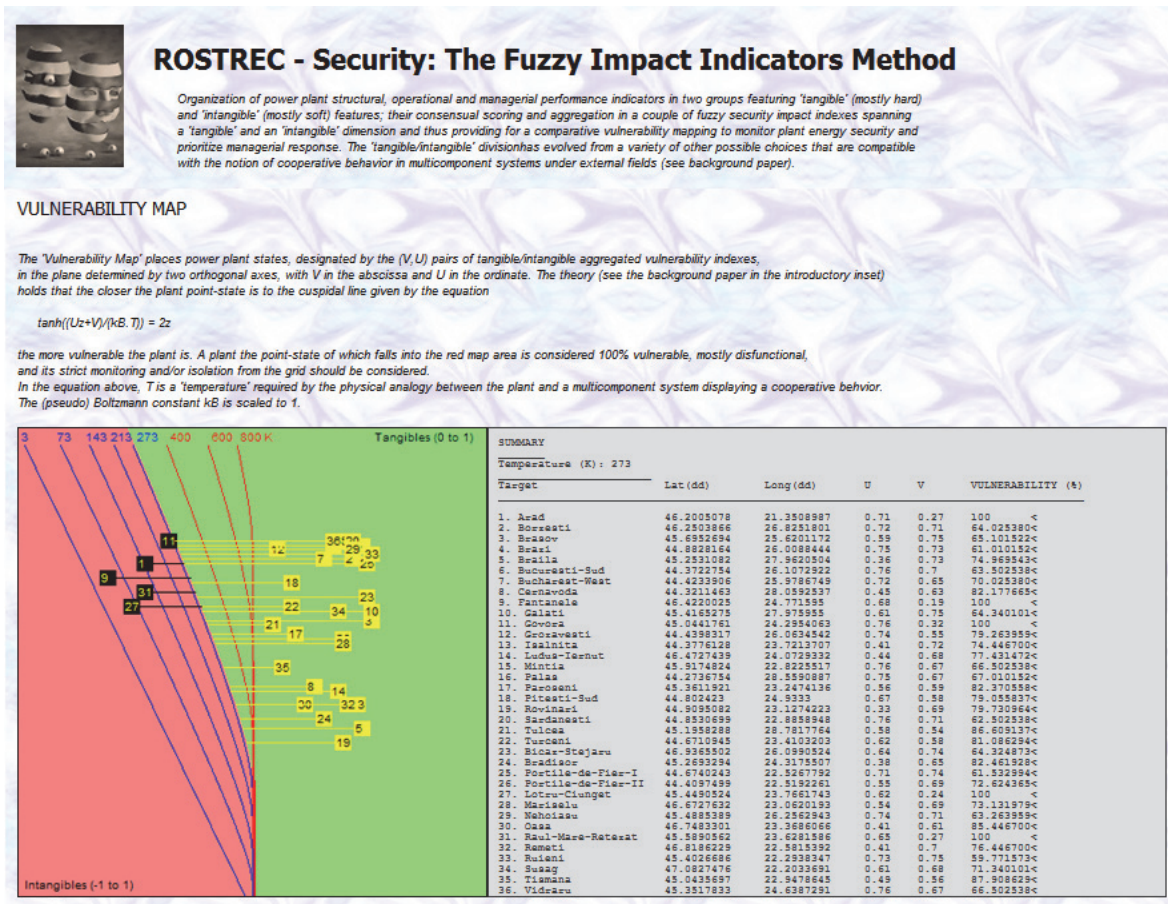 ROSTREC - Security: The Fuzzy Impact Indicators Method
Organization of power plant structural, operational and managerial performance indicators in two groups featuring 'tangible' (mostly hard)
and 'intangible' (mostly soft) features; their consensual scoring and aggregation in a couple of fuzzy security impact indexes spanning
a 'tangible' and an 'intangible' dimension and thus providing for a comparative vulnerability mapping to monitor plant energy security and
prioritize managerial response. The 'tangible/intangible' divisionhas evolved from a variety of other possible choices that are compatible
with the notion of cooperative behavior in multicomponent systems under external fields (see background paper).
VULNERABILITY MAP
The 'Vulnerability Map' places power plant states, designated by the (V,U) pairs of tangible/intangible aggregated vulnerability indexes,
in the plane determined by two orthogonal axes, with V in the abscissa and U in the ordinate. The theory (see the background paper in the introductory inset)
holds that the closer the plant point-state is to the cuspidal line given by the equation
tanh((Uz+V)/(kB.T)) = 2z
the more vulnerable the plant is. A plant the point-state of which falls into the red map area is considered 100% vulnerable, mostly disfunctional,
and its strict monitoring and/or isolation from the grid should be considered.
In the equation above, T is a 'temperature' required by the physical analogy between the plant and a multicomponent system displaying a cooperative behvior.
The (pseudo) Boltzmann constant kB is scaled to 1.
3 73 143 213 273 400 600 800 K Tangibles (0 to 1)
11
12
7 2
33
1
9
18
31
23
27
22
34 10
21
3
17
28
35
8
14
30
32
24
5
19
Intangibles (-1 to 1)
SUMMARY
Temperature (K): 273
Target Lat(dd) Long(dd) U V VULNERABILITY (%)
1. Arad 46.2005078 21.3508987 0.71 0.27 100 <
2. Borzesti 46.2503866 26.8251801 0.72 0.71 64.025380<
3. Brasov 45.6952694 25.6201172 0.59 0.75 65.101522<
4. Brazi 44.8828164 26.0088444 0.75 0.73 61.010152<
5. Braila 45.2531082 27.9620504 0.36 0.73 74.969543<
6. Bucuresti-Sud 44.3722754 26.1072922 0.76 0.7 63.502538<
7. Bucharest-West 44.4233906 25.9786749 0.72 0.65 70.025380<
8. Cernavoda 44.3211463 28.0592537 0.45 0.63 82.177665<
9. Fantanele 46.4220025 24.771595 0.68 0.19 100 <
10. Galati 45.4165275 27.975955 0.61 0.75 64.340101<
11. Govora 45.0441761 24.2954063 0.76 0.32 100 <
12. Grozavesti 44.4398317 26.0634542 0.74 0.55 79.263959<
13. Isalnita 44.3776128 23.7213707 0.41 0.72 74.446700<
14. Ludus-Iernut 46.4727439 24.0729332 0.44 0.68 77.431472<
15. Mintia 45.9174824 22.8225517 0.76 0.67 66.502538<
16. Palas 44.2736754 28.5590887 0.75 0.67 67.010152<
17. Paroseni 45.3611921 23.2474136 0.56 0.59 82.370558<
18. Pitesti-Sud 44.802423 24.9333 0.67 0.58 79.055837<
19. Rovinari 44.9095082 23.1274223 0.33 0.69 79.730964<
20. Sardanesti 44.8530699 22.8858948 0.76 0.71 62.502538<
21. Tulcea 45.1958288 28.7817764 0.58 0.54 86.609137<
22. Turceni 44.6710945 23.4103203 0.62 0.58 81.086294<
23. Bicaz-Stejaru 46.9365502 26.0990524 0.64 0.74 64.324873<
24. Bradisor 45.2693294 24.3175507 0.38 0.65 82.461928<
25. Portile-de-Fier-I 44.6740243 22.5267792 0.71 0.74 61.532994<
26. Portile-de-Fier-II 44.4097499 22.5192261 0.55 0.69 72.624365<
27. Lotru-Ciunget 45.4490524 23.7661743 0.62 0.24 100 <
28. Mariselu 46.6727632 23.0620193 0.54 0.69 73.131979<
29. Nehoiasu 45.4885389 26.2562943 0.74 0.71 63.263959<
30. Oasa 46.7483301 23.3686066 0.41 0.61 85.446700<
31. Raul-Mare-Retezat 45.5890562 23.6281586 0.65 0.27 100 <
32. Remeti 46.8186229 22.5815392 0.41 0.7 76.446700<
33. Ruieni 45.4026686 22.2938347 0.73 0.75 59.771573<
34. Susag 47.0827476 22.2033691 0.61 0.68 71.340101<
35. Tismana 45.0435697 22.9478645 0.49 0.56 87.908629<
36. Vidraru 45.3517833 24.6387291 0.76 0.67 66.502538<